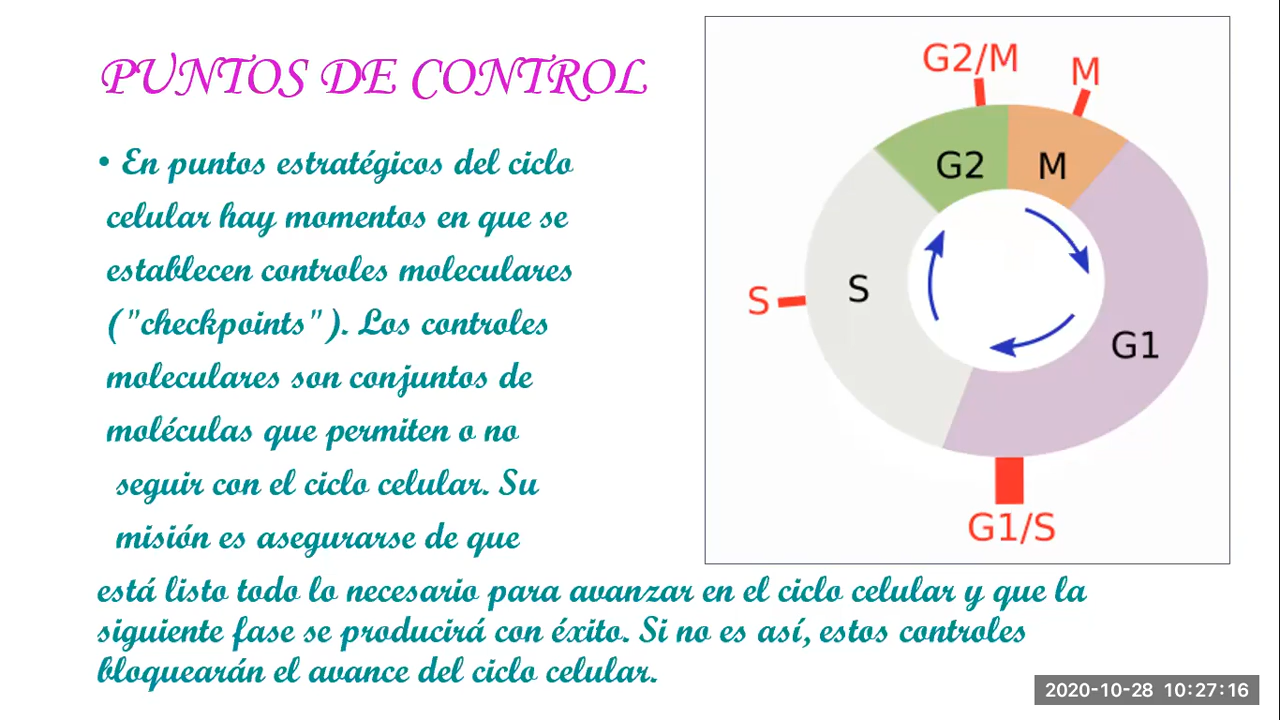 PUNTOS DE CONTROL
• En puntos estratégicos del ciclo
celular hay momentos en que se
establecen controles moleculares
("checkpoints"). Los controles
moleculares son conjuntos de
moléculas que permiten o no
seguir con el ciclo celular. Su
misión es asegurarse de que
está listo todo lo necesario para avanzar en el ciclo celular y que la
siguiente fase se producirá con éxito. Si no es así, estos controles
bloquearán el avance del ciclo celular.
G2/M
M
G2
M
S
S
G1
G1/S
2020-10-28 10:27:16